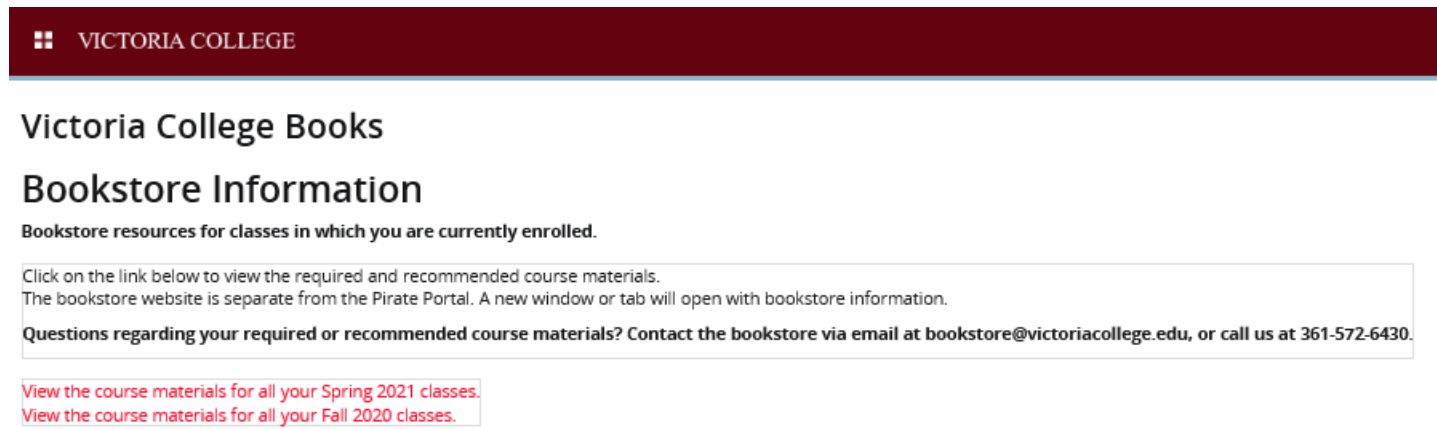 VICTORIA COLLEGE
Victoria College Books
Bookstore Information
Bookstore resources for classes in which you are currently enrolled.
Click on the link below to view the required and recommended course materials.
The bookstore website is separate from the Pirate Portal. A new window or tab will open with bookstore information.
Questions regarding your required or recommended course materials? Contact the bookstore via email at bookstore@victoriacollege.edu, or call us at 361-572-6430.
View the course materials for all your Spring 2021 classes.
View the course materials for all your Fall 2020 classes.